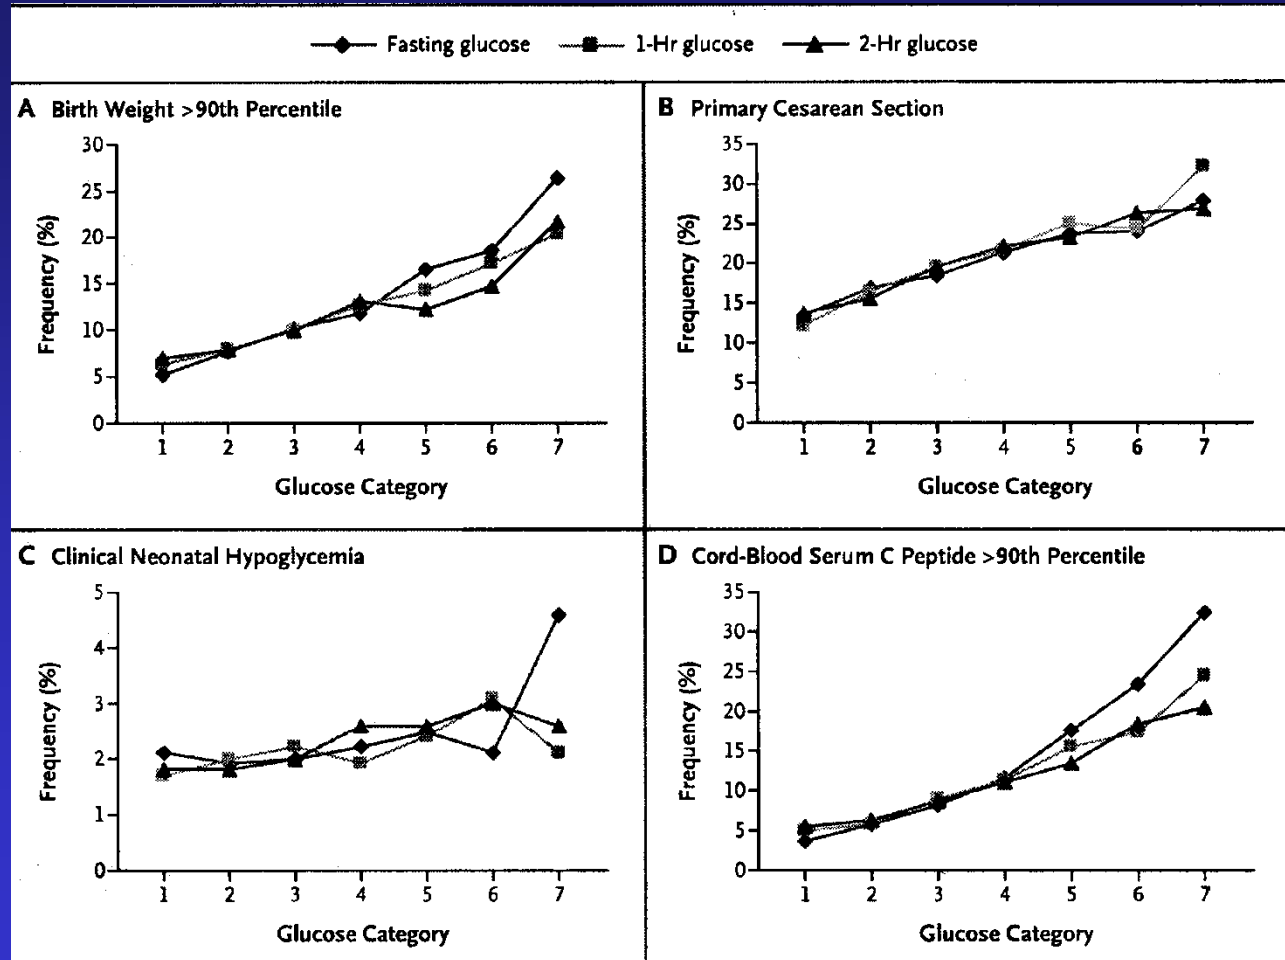 Fasting glucose 1-Hr glucose 2-Hr glucose
A Birth Weight >90th Percentile
30
25
20
15
10
5
0
Frequency (%)
1 2 3 4 5 6 7
Glucose Category
B Primary Cesarean Section
35
30
25
20
15
10
5
0
Frequency (%)
1 2 3 4 5 6 7
Glucose Category
C Clinical Neonatal Hypoglycemia
5
4
3
2
1
0
Frequency (%)
1 2 3 4 5 6 7
Glucose Category
D Cord-Blood Serum C Peptide >90th Percentile
35
30
25
20
15
10
5
0
Frequency (%)
1 2 3 4 5 6 7
Glucose Category